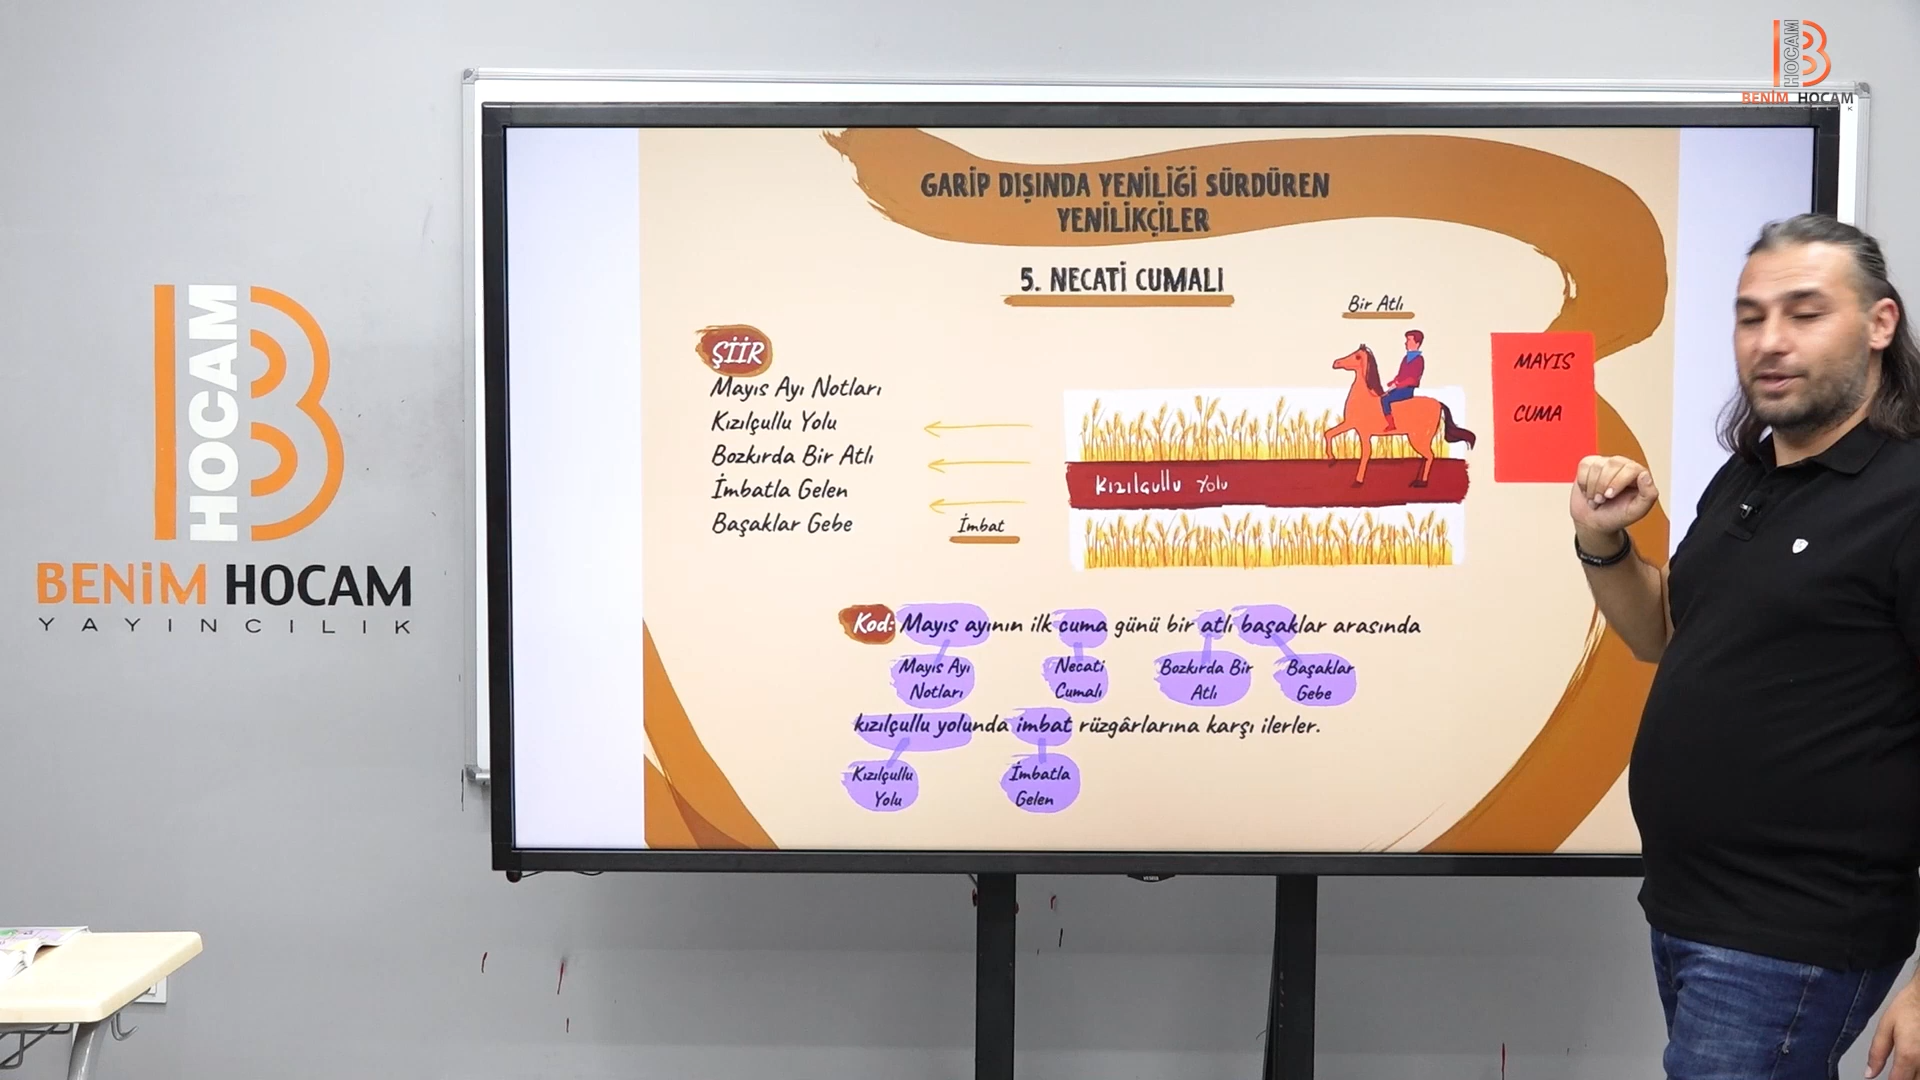 HOCAM
B
BENİM HOCAM
GARİP DIŞINDA YENİLİĞİ SÜRDÜREN
YENİLİKÇİLER
5. NECATİ CUMALI
Bir Atlı
ŞİİR
Mayıs Ayı Notları
Kızılçullu Yolu
Bozkırda Bir Atlı
İmbatla Gelen
Başaklar Gebe
İmbat
Kızılçullu Yolu
MAYIS
CUMA
Kod: Mayıs ayının ilk cuma günü bir atlı başaklar arasında
Mayıs Ayı
Notları
Necati
Cumalı
Bozkırda Bir
Atlı
Başaklar
Gebe
kızılçullu yolunda imbat rüzgârlarına karşı ilerler.
Kızılçullu
Yolu
İmbatla
Gelen
HOCAM
B
BENİM HOCAM
YAYINCILIK